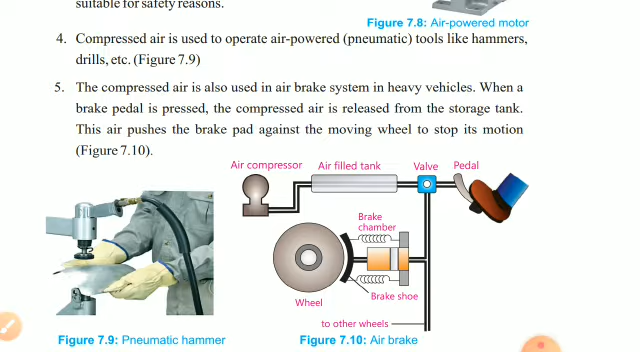 suitable for safety reasons.
Figure 7.8: Air-powered motor
4. Compressed air is used to operate air-powered (pneumatic) tools like hammers,
drills, etc. (Figure 7.9)
5. The compressed air is also used in air brake system in heavy vehicles. When a
brake pedal is pressed, the compressed air is released from the storage tank.
This air pushes the brake pad against the moving wheel to stop its motion
(Figure 7.10).
Air compressor Air filled tank Valve Pedal
Brake
chamber
Brake shoe
Wheel
to other wheels
Figure 7.9: Pneumatic hammer
Figure 7.10: Air brake